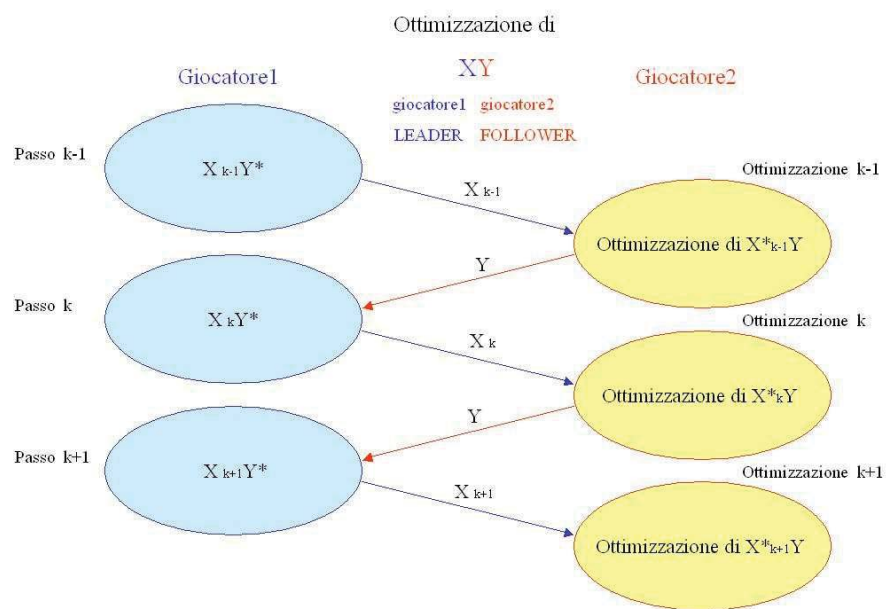 Ottimizzazione di
XY
Giocatore1
Giocatore2
giocatore1 giocatore2
LEADER FOLLOWER
Passo k-1
X k-1Y*
X k-1
Ottimizzazione k-1
Ottimizzazione di X*k-1Y
Y
Passo k
X kY*
X k
Ottimizzazione k
Ottimizzazione di X*kY
Y
Passo k+1
X k+1Y*
X k+1
Ottimizzazione k+1
Ottimizzazione di X*k+1Y